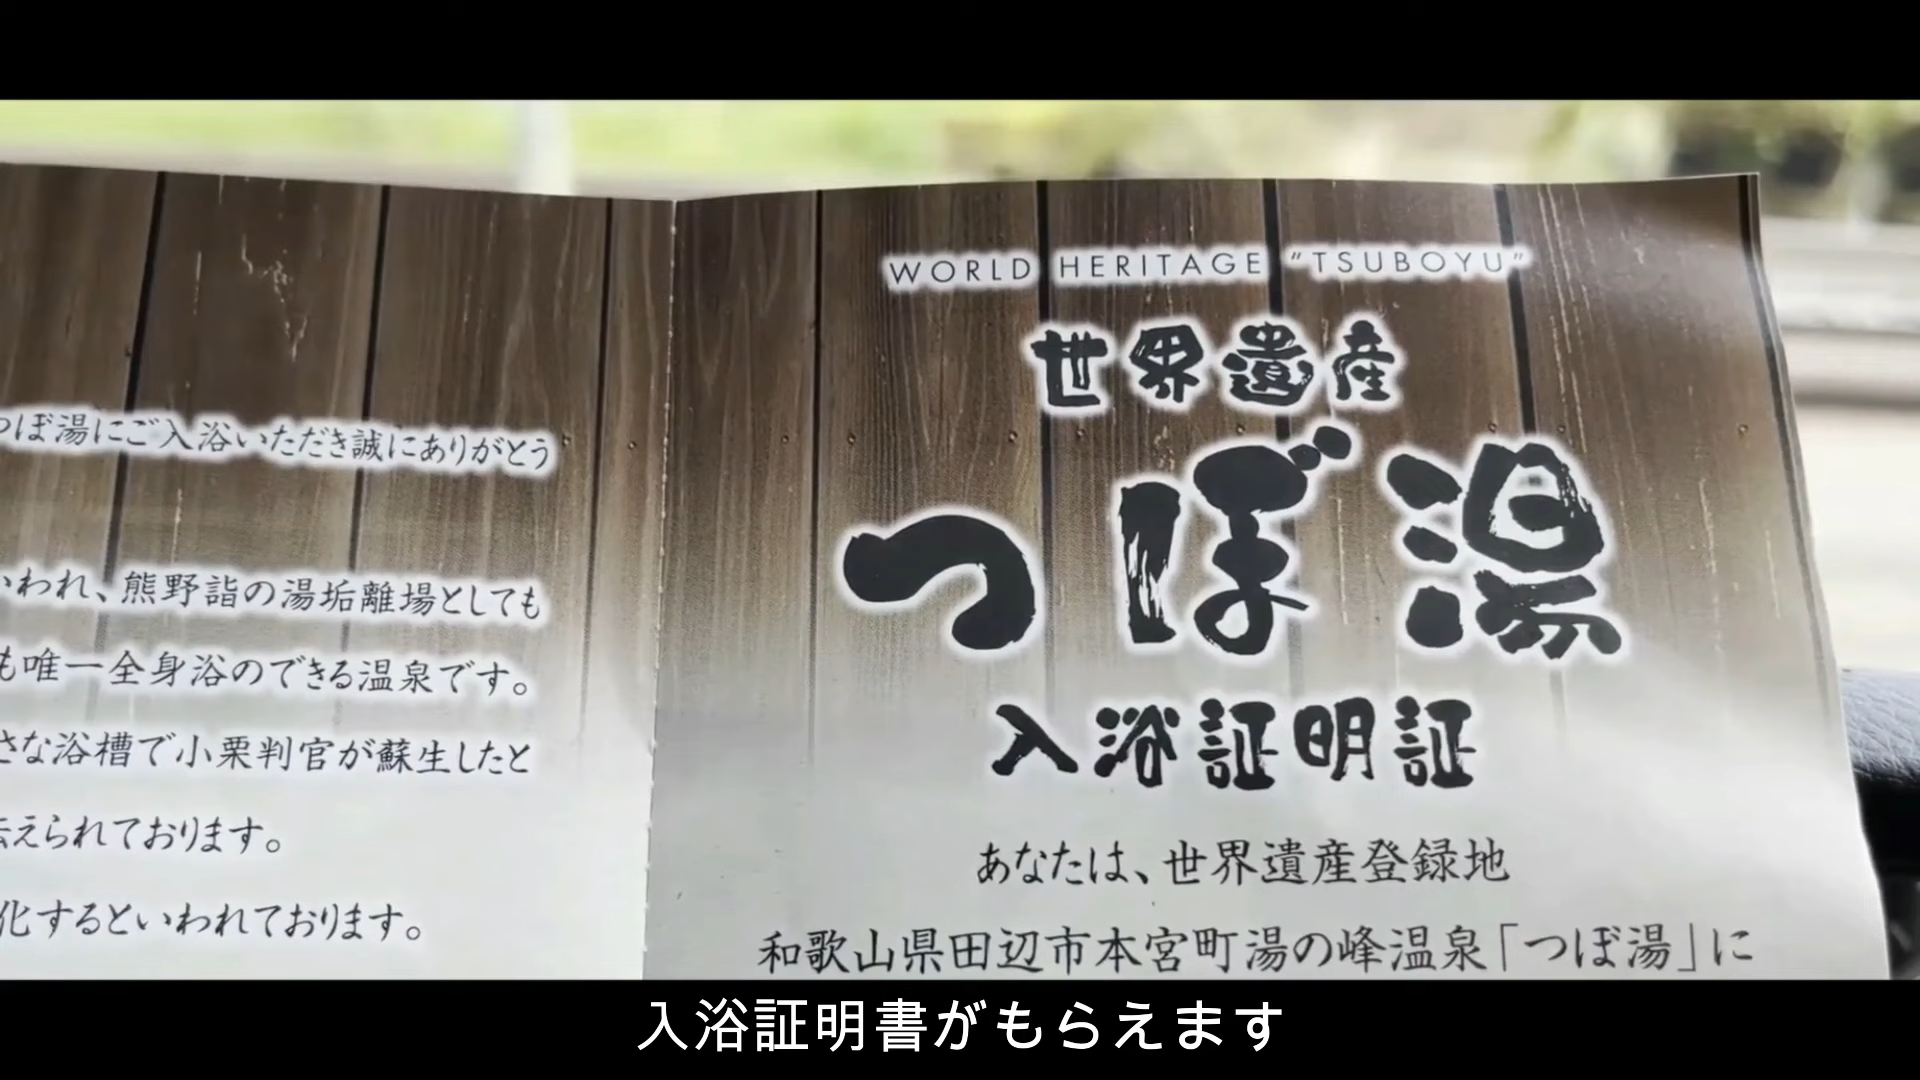 つぼ湯にご入浴いただき誠にありがとう
いわれ、熊野詣の湯垢離場としても
も唯一全身浴のできる温泉です。
さな浴槽で小栗判官が蘇生したと
伝えられております。
化するといわれております。
WORLD HERITAGE "TSUBOYU"
世界遺産
つぼ湯
入浴証明証
あなたは、世界遺産登録地
和歌山県田辺市本宮町湯の峰温泉「つぼ湯」に
入浴証明書がもらえます